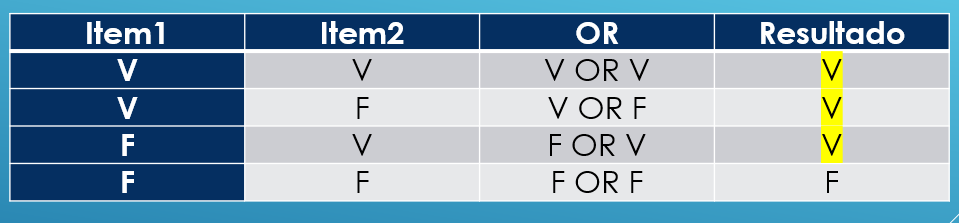 Item1 Item2 OR Resultado
V V V OR V V
V F V OR F V
F V F OR V V
F F F OR F F